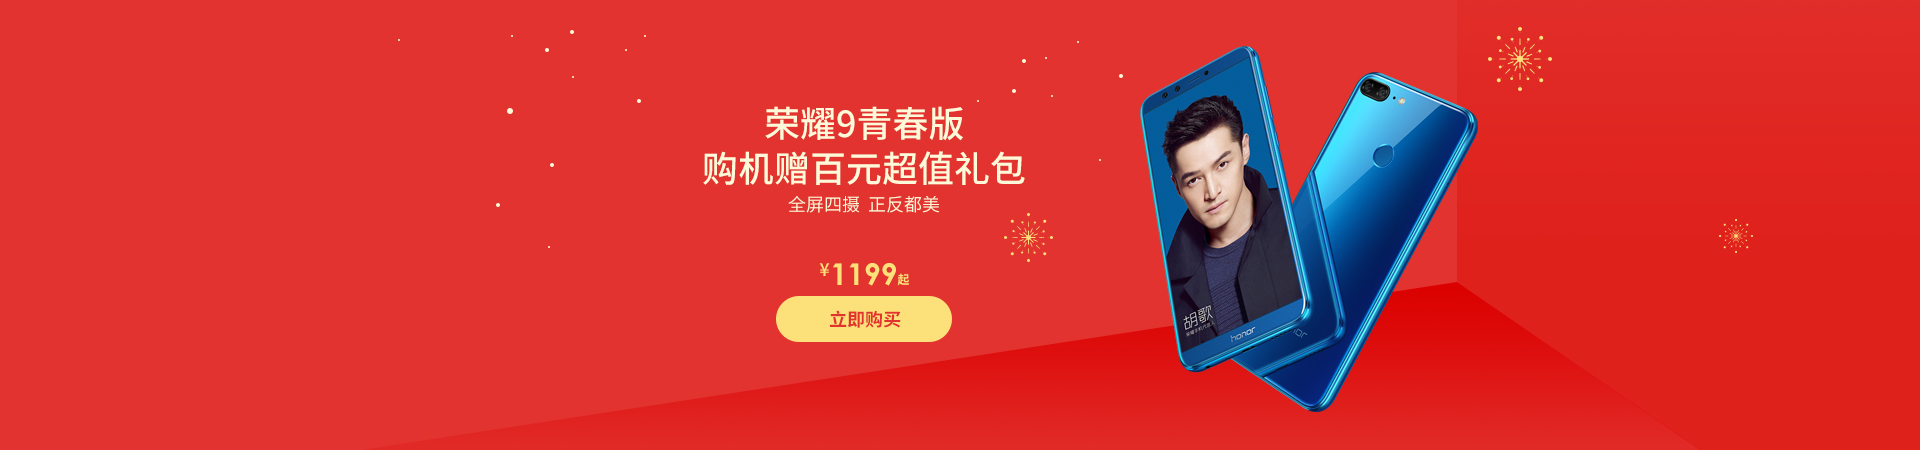 荣耀9青春版
购机赠百元超值礼包
全屏四摄 正反都美
¥1199起
立即购买
胡歌
honor